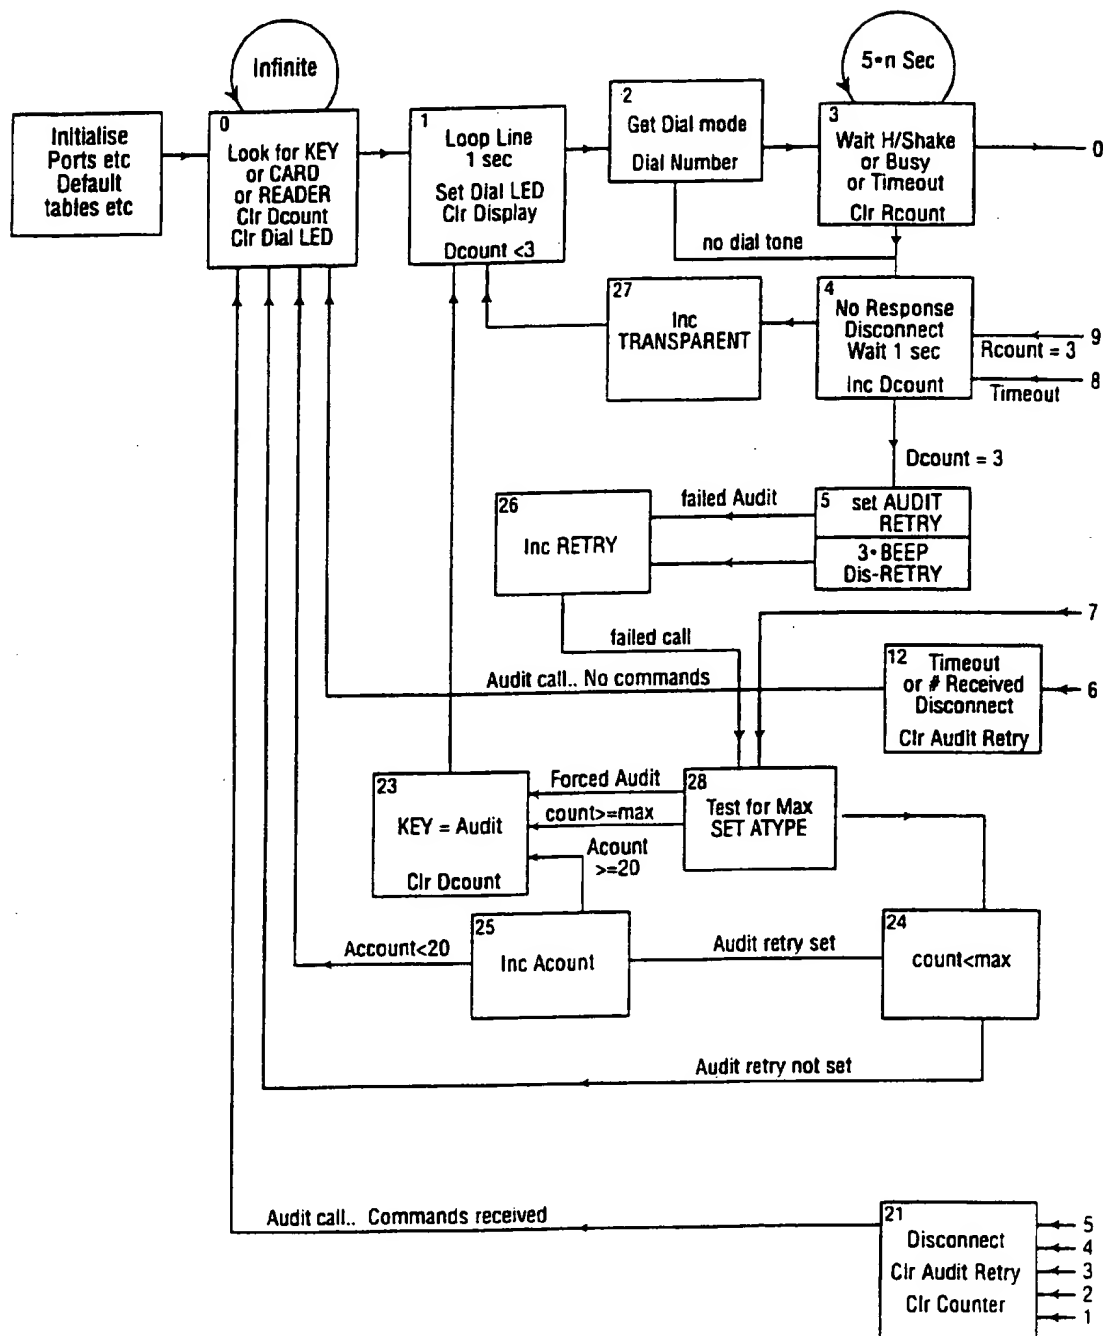 Infinite
5•n Sec
Initialise
Ports etc
Default
tables etc
0
Look for KEY
or CARD
or READER
Clr Dcount
Clr Dial LED
1
Loop Line
1 sec
Set Dial LED
Clr Display
Dcount <3
2
Get Dial mode
Dial Number
3
Wait H/Shake
or Busy
or Timeout
Clr Rcount
0
no dial tone
27
Inc
TRANSPARENT
4
No Response
Disconnect
Wait 1 sec
Inc Dcount
9
Rcount = 3
8
Timeout
Dcount = 3
failed Audit
5
set AUDIT
RETRY
3•BEEP
Dis-RETRY
26
Inc RETRY
7
failed call
12
Timeout
or # Received
Disconnect
Clr Audit Retry
6
Audit call.. No commands
23
KEY = Audit
Clr Dcount
Forced Audit
count>=max
Acount
>=20
28
Test for Max
SET ATYPE
25
Inc Acount
Account<20
Audit retry set
24
count<max
Audit retry not set
Audit call.. Commands received
21
Disconnect
Clr Audit Retry
Clr Counter
5
4
3
2
1